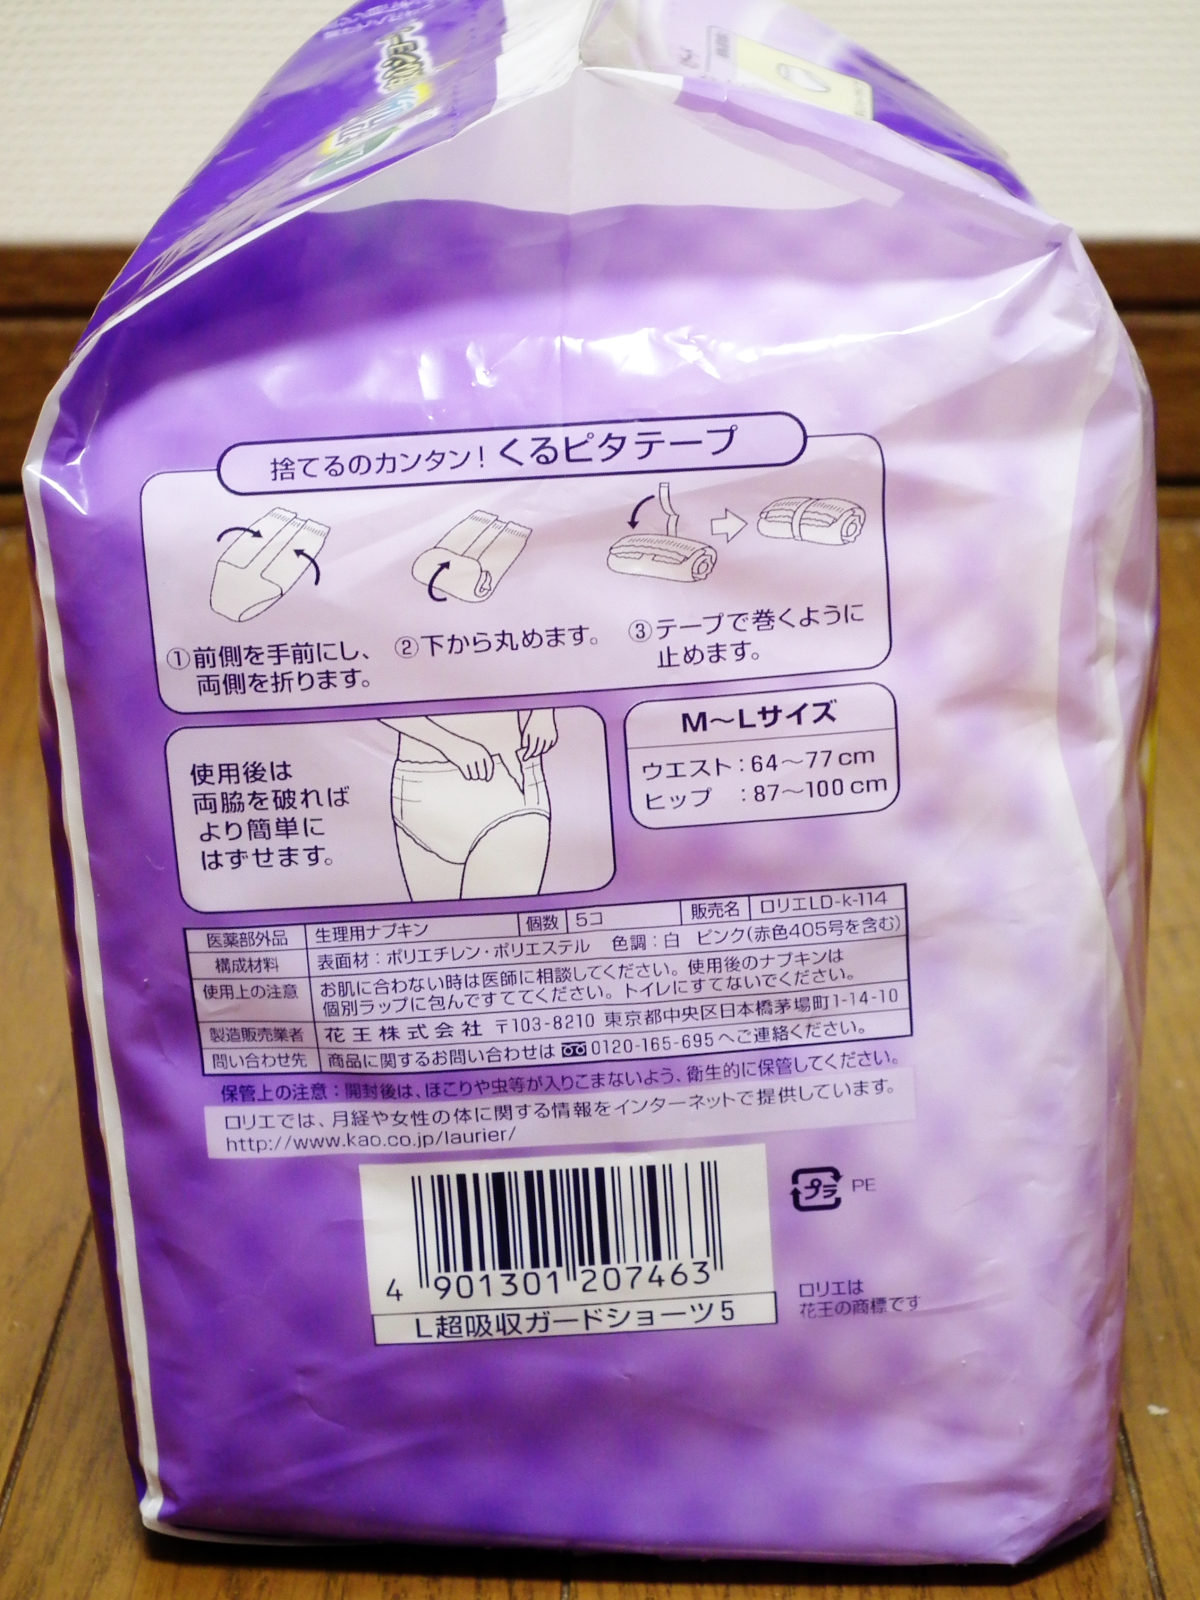 捨てるのカンタン! くるピタテープ
①前側を手前にし、
両側を折ります。
②下から丸めます。
③テープで巻くように
止めます。
使用後は
両脇を破れば
より簡単に
はずせます。
M〜Lサイズ
ウエスト:64〜77cm
ヒップ :87〜100cm
医薬部外品 生理用ナプキン 個数 5コ 販売名 ロリエLD-k-114
構成材料 表面材:ポリエチレン・ポリエステル 色調:白 ピンク(赤色405号を含む)
使用上の注意 お肌に合わない時は医師に相談してください。使用後のナプキンは
個別ラップに包んですててください。トイレにすてないでください。
製造販売業者 花王株式会社 〒103-8210 東京都中央区日本橋茅場町1-14-10
問い合わせ先 商品に関するお問い合わせは 0120-165-695へご連絡ください。
保管上の注意:開封後は、ほこりや虫等が入りこまないよう、衛生的に保管してください。
ロリエでは、月経や女性の体に関する情報をインターネットで提供しています。
http://www.kao.co.jp/laurier/
プラ PE
4 901301 207463
L超吸収ガードショーツ5
ロリエは
花王の商標です